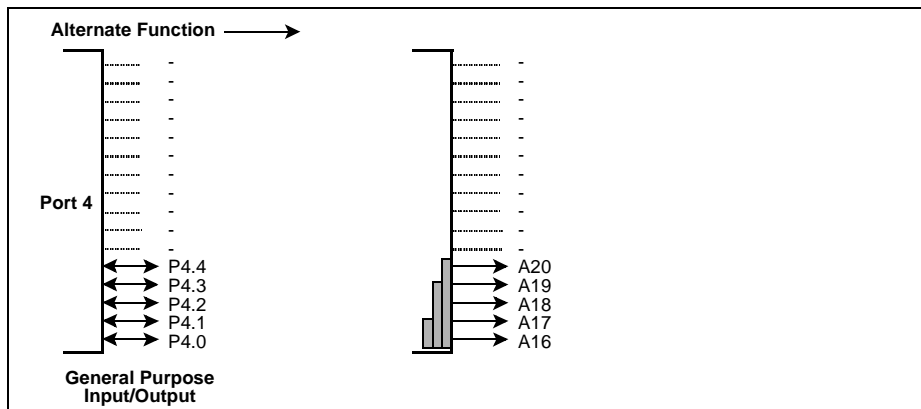 Alternate Function
- -
- -
- -
- -
- -
- -
- -
- -
Port 4
- -
- -
- -
P4.4 A20
P4.3 A19
P4.2 A18
P4.1 A17
P4.0 A16
General Purpose
Input/Output